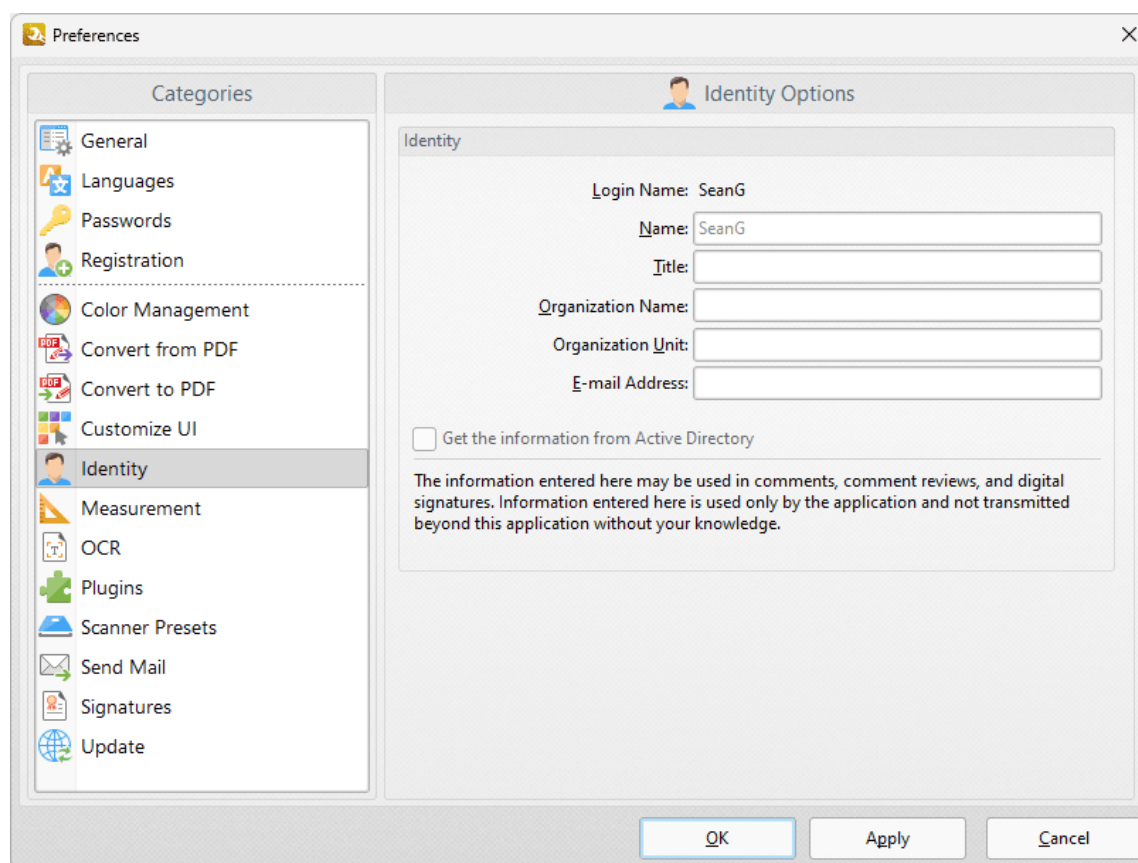 Preferences
Categories
General
Languages
Passwords
Registration
Color Management
Convert from PDF
Convert to PDF
Customize UI
Identity
Measurement
OCR
Plugins
Scanner Presets
Send Mail
Signatures
Update
Identity Options
Identity
Login Name: SeanG
Name: SeanG
Title:
Organization Name:
Organization Unit:
E-mail Address:
Get the information from Active Directory
The information entered here may be used in comments, comment reviews, and digital
signatures. Information entered here is used only by the application and not transmitted
beyond this application without your knowledge.
OK Apply Cancel